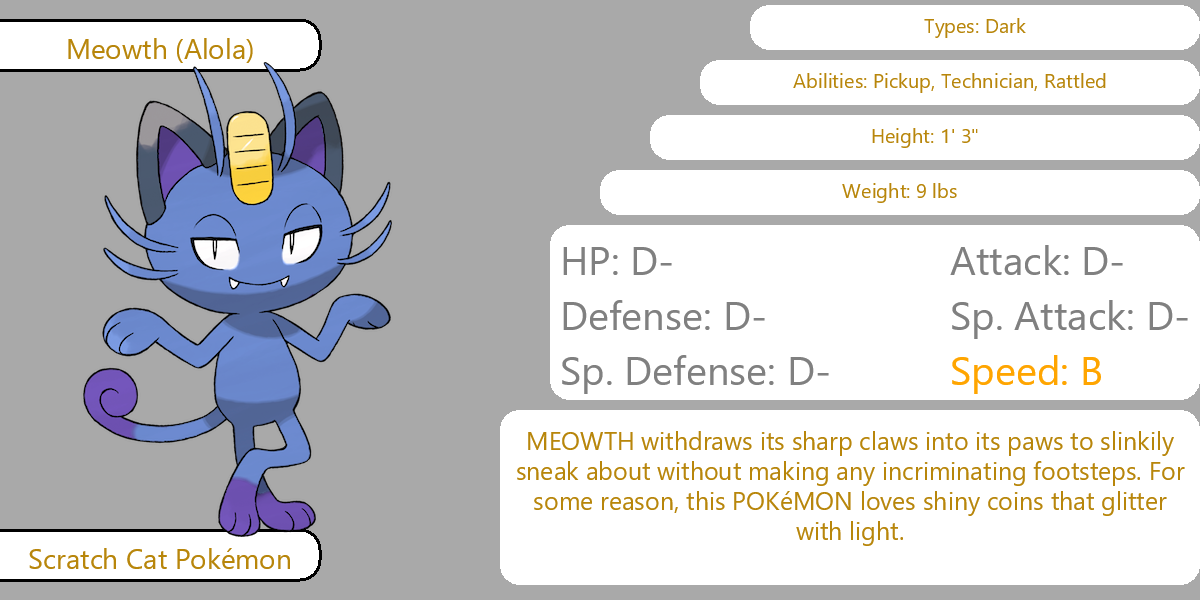 Meowth (Alola)
Types: Dark
Abilities: Pickup, Technician, Rattled
Height: 1' 3"
Weight: 9 lbs
HP: D-
Attack: D-
Defense: D-
Sp. Attack: D-
Sp. Defense: D-
Speed: B
MEOWTH withdraws its sharp claws into its paws to slinkily
sneak about without making any incriminating footsteps. For
some reason, this POKéMON loves shiny coins that glitter
with light.
Scratch Cat Pokémon